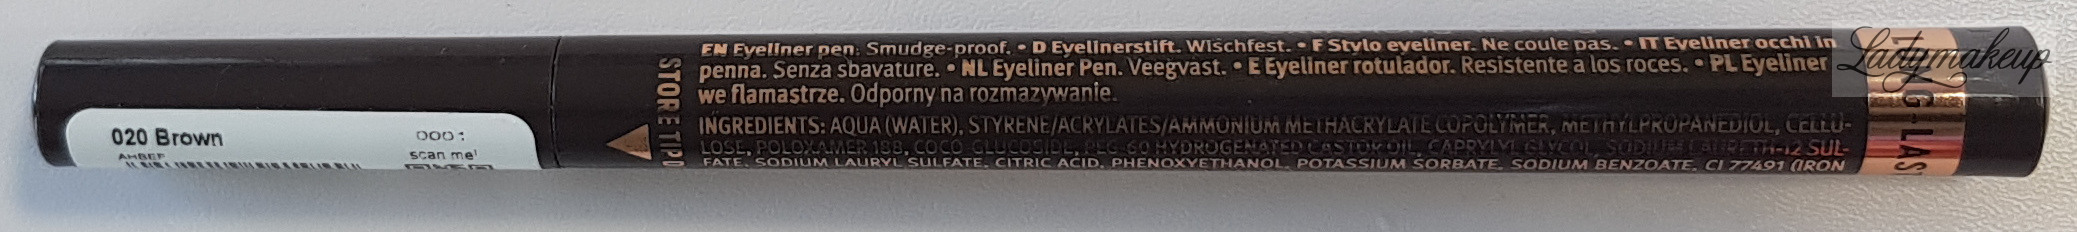 020 Brown
0001
scan me!
STORE TIP
EN Eyeliner pen. Smudge-proof. • D Eyelinerstift. Wischfest. • F Stylo eyeliner. Ne coule pas. • IT Eyeliner occhi in
penna. Senza sbavature. • NL Eyeliner Pen. Veegvast. • E Eyeliner rotulador. Resistente a los roces. • PL Eyeliner
we flamastrze. Odporny na rozmazywanie.
INGREDIENTS: AQUA (WATER), STYRENE/ACRYLATES/AMMONIUM METHACRYLATE COPOLYMER, METHYLPROPANEDIOL, CELLU-
LOSE, POLOXAMER 188, COCO-GLUCOSIDE, PEG-60 HYDROGENATED CASTOR OIL, CAPRYLYL GLYCOL, SODIUM LAURETH-12 SUL-
FATE, SODIUM LAURYL SULFATE, CITRIC ACID, PHENOXYETHANOL, POTASSIUM SORBATE, SODIUM BENZOATE, CI 77491 (IRON
NG-LAS
Ladymakeup